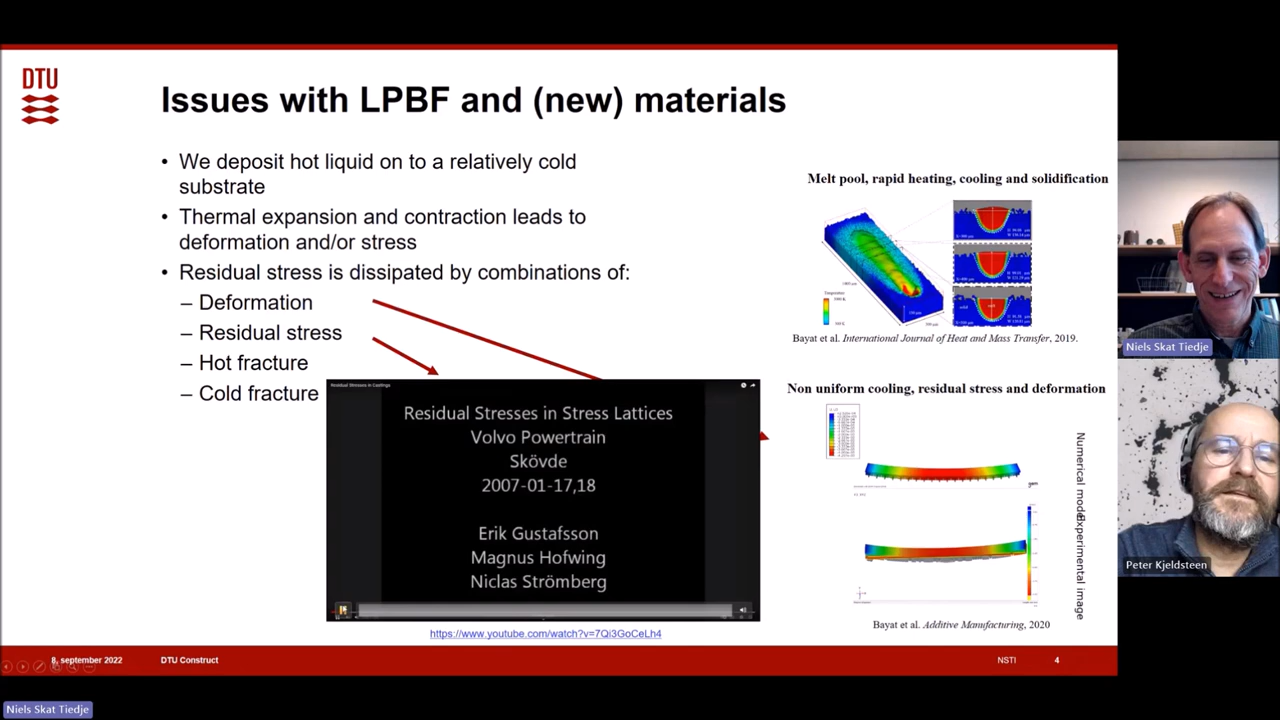 DTU
Issues with LPBF and (new) materials
• We deposit hot liquid on to a relatively cold
substrate
• Thermal expansion and contraction leads to
deformation and/or stress
• Residual stress is dissipated by combinations of:
– Deformation
– Residual stress
– Hot fracture
– Cold fracture
Residual Stresses in Castings
Residual Stresses in Stress Lattices
Volvo Powertrain
Skövde
2007-01-17,18
Erik Gustafsson
Magnus Hofwing
Niclas Strömberg
https://www.youtube.com/watch?v=7Qi3GoCeLh4
Melt pool, rapid heating, cooling and solidification
Bayat et al. International Journal of Heat and Mass Transfer, 2019.
Non uniform cooling, residual stress and deformation
Numerical model
Experimental image
Bayat et al. Additive Manufacturing, 2020
8. september 2022
DTU Construct
NSTI
4
Niels Skat Tiedje
Peter Kjeldsteen
Niels Skat Tiedje